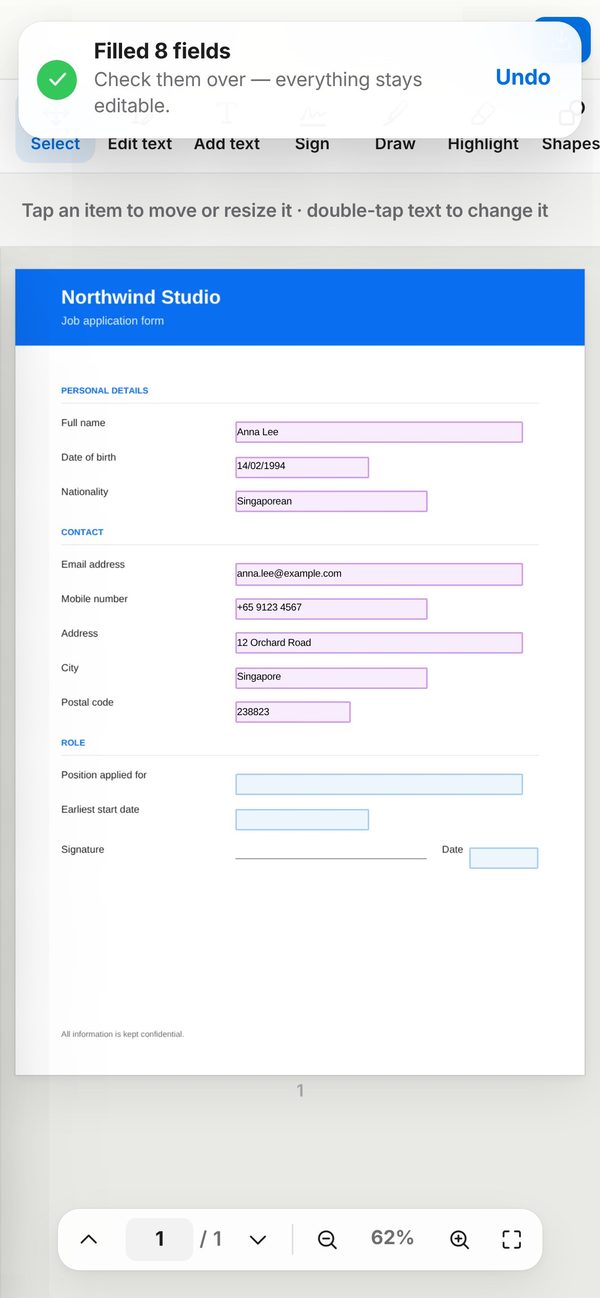 Filled 8 fields
Check them over — everything stays
editable.
Undo
Select
Edit text
Add text
Sign
Draw
Highlight
Shapes
Tap an item to move or resize it · double-tap text to change it
Northwind Studio
Job application form
PERSONAL DETAILS
Full name Anna Lee
Date of birth 14/02/1994
Nationality Singaporean
CONTACT
Email address anna.lee@example.com
Mobile number +65 9123 4567
Address 12 Orchard Road
City Singapore
Postal code 238823
ROLE
Position applied for
Earliest start date
Signature Date
All information is kept confidential.
1
1 / 1 62%